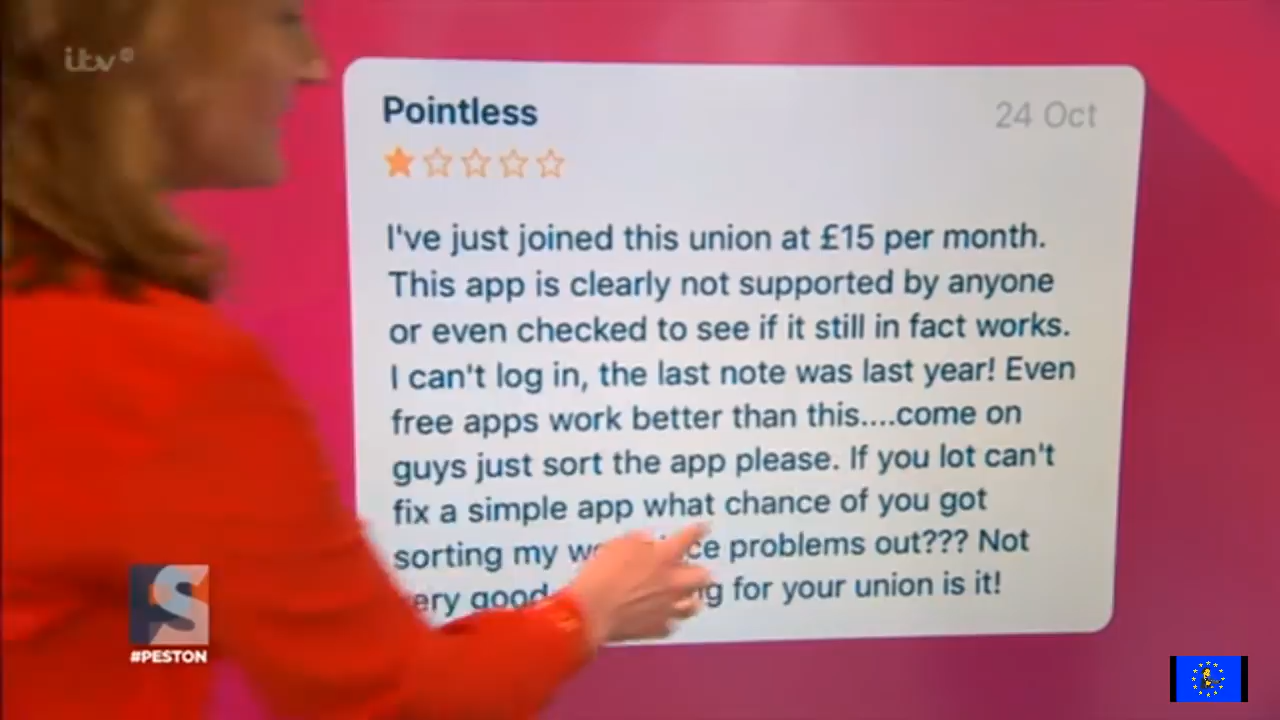 itv
Pointless
24 Oct
I've just joined this union at £15 per month.
This app is clearly not supported by anyone
or even checked to see if it still in fact works.
I can't log in, the last note was last year! Even
free apps work better than this....come on
guys just sort the app please. If you lot can't
fix a simple app what chance of you got
sorting my problems out??? Not
good for your union is it!
#PESTON